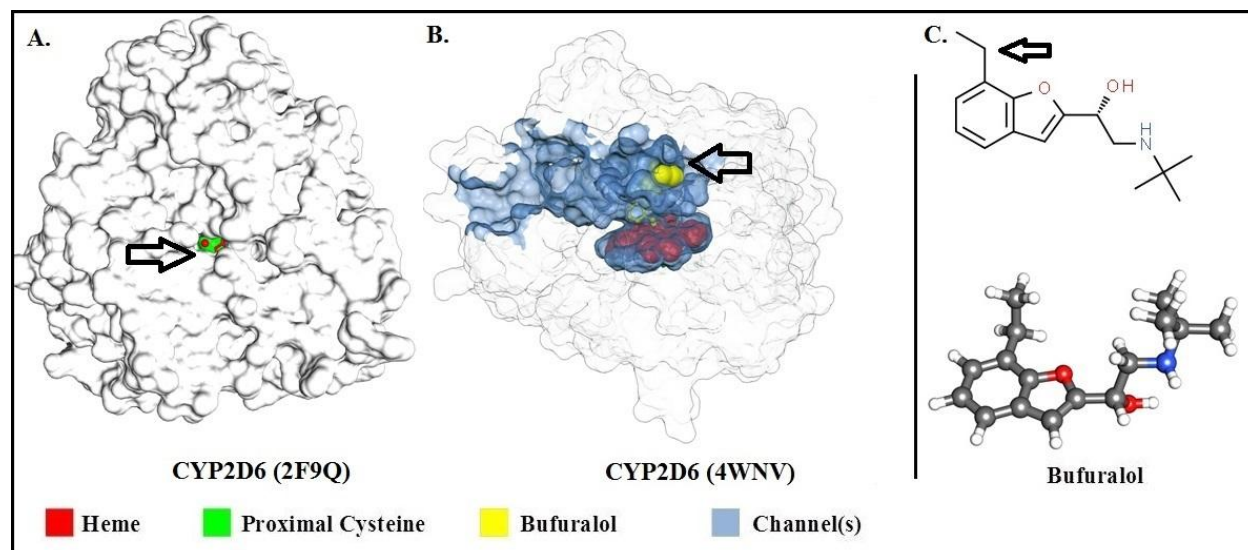 A.
B.
C.
O
OH
H
N
CYP2D6 (2F9Q)
CYP2D6 (4WNV)
Bufuralol
Heme
Proximal Cysteine
Bufuralol
Channel(s)